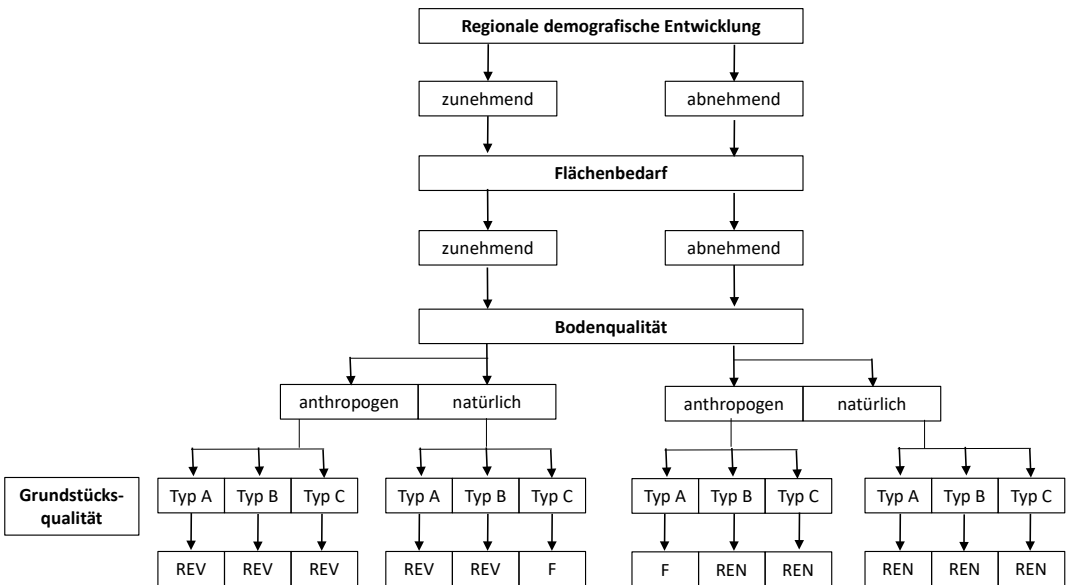 Regionale demografische Entwicklung
zunehmend abnehmend
Flächenbedarf
zunehmend abnehmend
Bodenqualität
anthropogen natürlich anthropogen natürlich
Grundstücks-
qualität
Typ A Typ B Typ C Typ A Typ B Typ C Typ A Typ B Typ C Typ A Typ B Typ C
REV REV REV REV REV F F REN REN REN REN REN